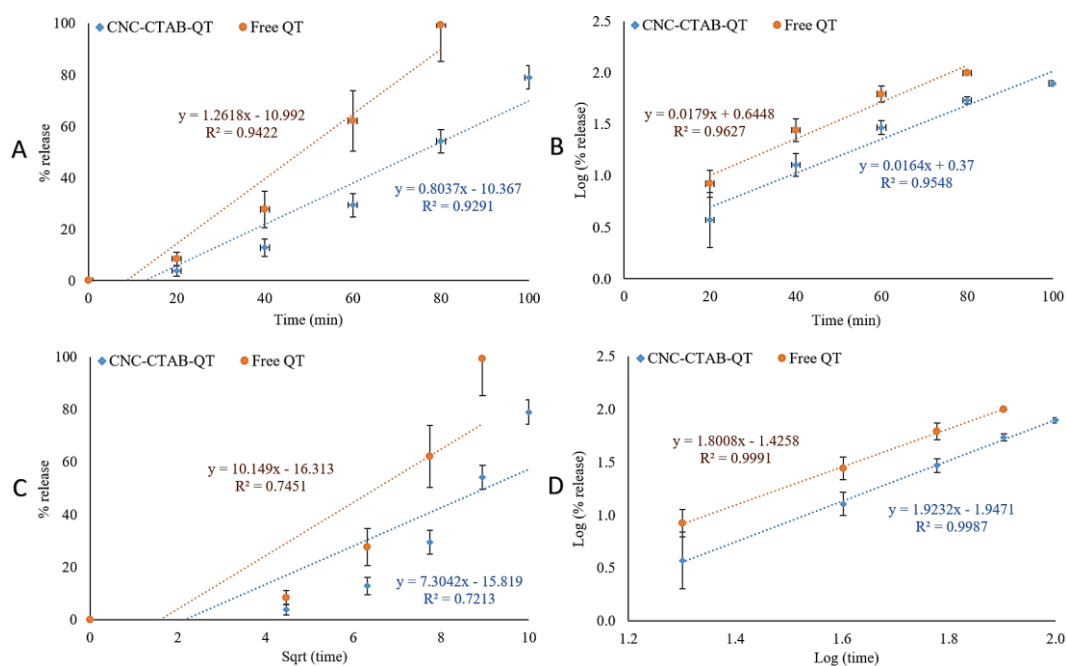 A
CNC-CTAB-QT Free QT
% release
100
80
60
40
20
0
y = 1.2618x - 10.992
R² = 0.9422
y = 0.8037x - 10.367
R² = 0.9291
0 20 40 60 80 100
Time (min)
B
CNC-CTAB-QT Free QT
Log (% release)
2.5
2.0
1.5
1.0
0.5
0.0
y = 0.0179x + 0.6448
R² = 0.9627
y = 0.0164x + 0.37
R² = 0.9548
0 20 40 60 80 100
Time (min)
C
CNC-CTAB-QT Free QT
% release
100
80
60
40
20
0
y = 10.149x - 16.313
R² = 0.7451
y = 7.3042x - 15.819
R² = 0.7213
0 2 4 6 8 10
Sqrt (time)
D
CNC-CTAB-QT Free QT
Log (% release)
2.5
2.0
1.5
1.0
0.5
0.0
y = 1.8008x - 1.4258
R² = 0.9991
y = 1.9232x - 1.9471
R² = 0.9987
1.2 1.4 1.6 1.8 2.0
Log (time)